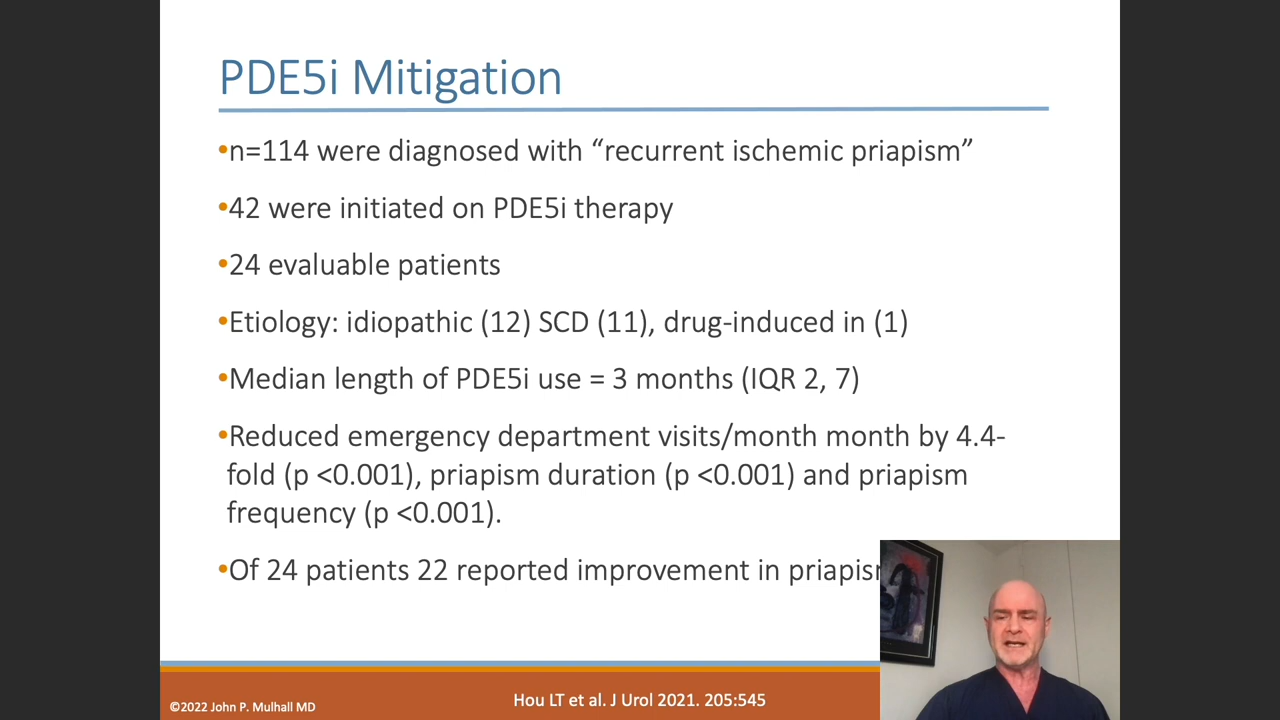 PDE5i Mitigation
•n=114 were diagnosed with “recurrent ischemic priapism”
•42 were initiated on PDE5i therapy
•24 evaluable patients
•Etiology: idiopathic (12) SCD (11), drug-induced in (1)
•Median length of PDE5i use = 3 months (IQR 2, 7)
•Reduced emergency department visits/month month by 4.4-
fold (p <0.001), priapism duration (p <0.001) and priapism
frequency (p <0.001).
•Of 24 patients 22 reported improvement in
©2022 John P. Mulhall MD
Hou LT et al. J Urol 2021. 205:545